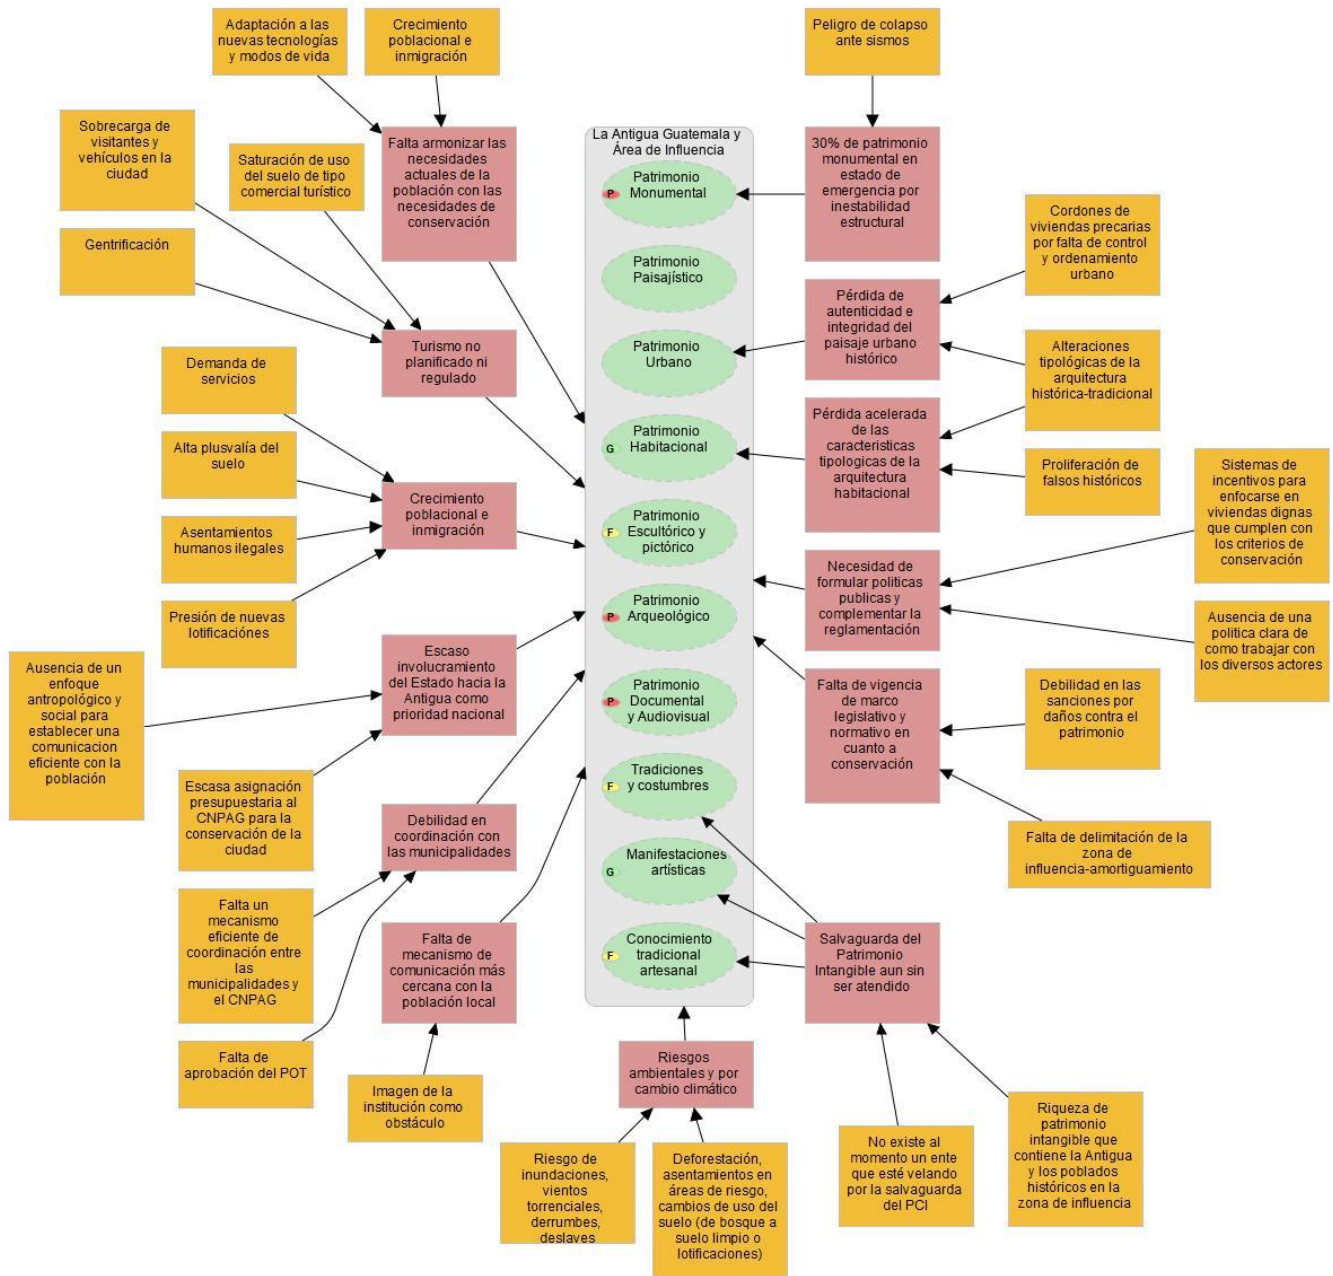 Adaptación a las
nuevas tecnologías
y modos de vida
Crecimiento
poblacional e
inmigración
Peligro de colapso
ante sismos
Sobrecarga de
visitantes y
vehículos en la
ciudad
Saturación de uso
del suelo de tipo
comercial turístico
Gentrificación
Falta armonizar las
necesidades
actuales de la
población con las
necesidades de
conservación
Turismo no
planificado ni
regulado
Demanda de
servicios
Alta plusvalía del
suelo
Asentamientos
humanos ilegales
Presión de nuevas
lotificaciónes
Crecimiento
poblacional e
inmigración
Ausencia de un
enfoque
antropológico y
social para
establecer una
comunicacion
eficiente con la
población
Escaso
involucramiento
del Estado hacia la
Antigua como
prioridad nacional
Escasa asignación
presupuestaria al
CNPAG para la
conservación de la
ciudad
Debilidad en
coordinación con
las municipalidades
Falta un
mecanismo
eficiente de
coordinación entre
las
municipalidades y
el CNPAG
Falta de
aprobación del POT
Falta de
mecanismo de
comunicación más
cercana con la
población local
Imagen de la
institución como
obstáculo
La Antigua Guatemala y
Área de Influencia
Patrimonio
Monumental
P
Patrimonio
Paisajístico
Patrimonio
Urbano
Patrimonio
Habitacional
G
Patrimonio
Escultórico y
pictórico
F
Patrimonio
Arqueológico
P
Patrimonio
Documental
y Audiovisual
P
Tradiciones
y costumbres
F
Manifestaciones
artísticas
G
Conocimiento
tradicional
artesanal
F
Riesgos
ambientales y por
cambio climático
Riesgo de
inundaciones,
vientos
torrenciales,
derrumbes,
deslaves
Deforestación,
asentamientos en
áreas de riesgo,
cambios de uso del
suelo (de bosque a
suelo limpio o
lotificaciones)
30% de patrimonio
monumental en
estado de
emergencia por
inestabilidad
estructural
Pérdida de
autenticidad e
integridad del
paisaje urbano
histórico
Cordones de
viviendas precarias
por falta de control
y ordenamiento
urbano
Alteraciones
tipológicas de la
arquitectura
histórica-tradicional
Pérdida acelerada
de las
caracteristicas
tipologicas de la
arquitectura
habitacional
Proliferación de
falsos históricos
Sistemas de
incentivos para
enfocarse en
viviendas dignas
que cumplen con
los criterios de
conservación
Necesidad de
formular politicas
publicas y
complementar la
reglamentación
Ausencia de una
politica clara de
como trabajar con
los diversos actores
Falta de vigencia
de marco
legislativo y
normativo en
cuanto a
conservación
Debilidad en las
sanciones por
daños contra el
patrimonio
Falta de delimitación de la
zona de
influencia-amortiguamiento
Salvaguarda del
Patrimonio
Intangible aun sin
ser atendido
No existe al
momento un ente
que esté velando
por la salvaguarda
del PCI
Riqueza de
patrimonio
intangible que
contiene la Antigua
y los poblados
históricos en la
zona de influencia